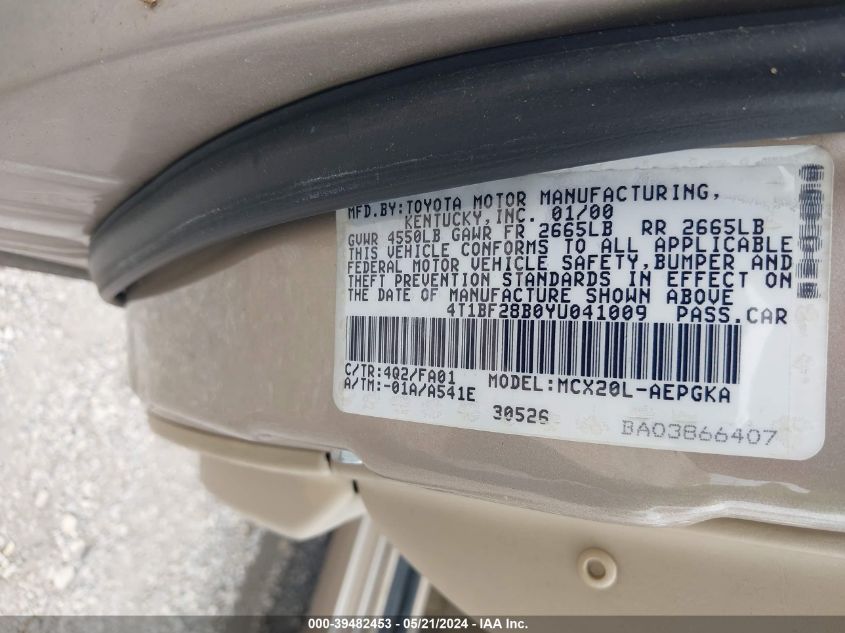 MFD.BY:TOYOTA MOTOR MANUFACTURING,
KENTUCKY,INC. 01/00
GVWR 4550LB GAWR FR 2665LB RR 2665LB
THIS VEHICLE CONFORMS TO ALL APPLICABLE
FEDERAL MOTOR VEHICLE SAFETY,BUMPER AND
THEFT PREVENTION STANDARDS IN EFFECT ON
THE DATE OF MANUFACTURE SHOWN ABOVE
4T1BF28B0YU041009 PASS.CAR
C/TR:4Q2/FA01 MODEL:MCX20L-AEPGKA
A/TM:-01A/A541E
30526
BA03866407
000-39482453 / 05/21/2024 / IAA Inc.